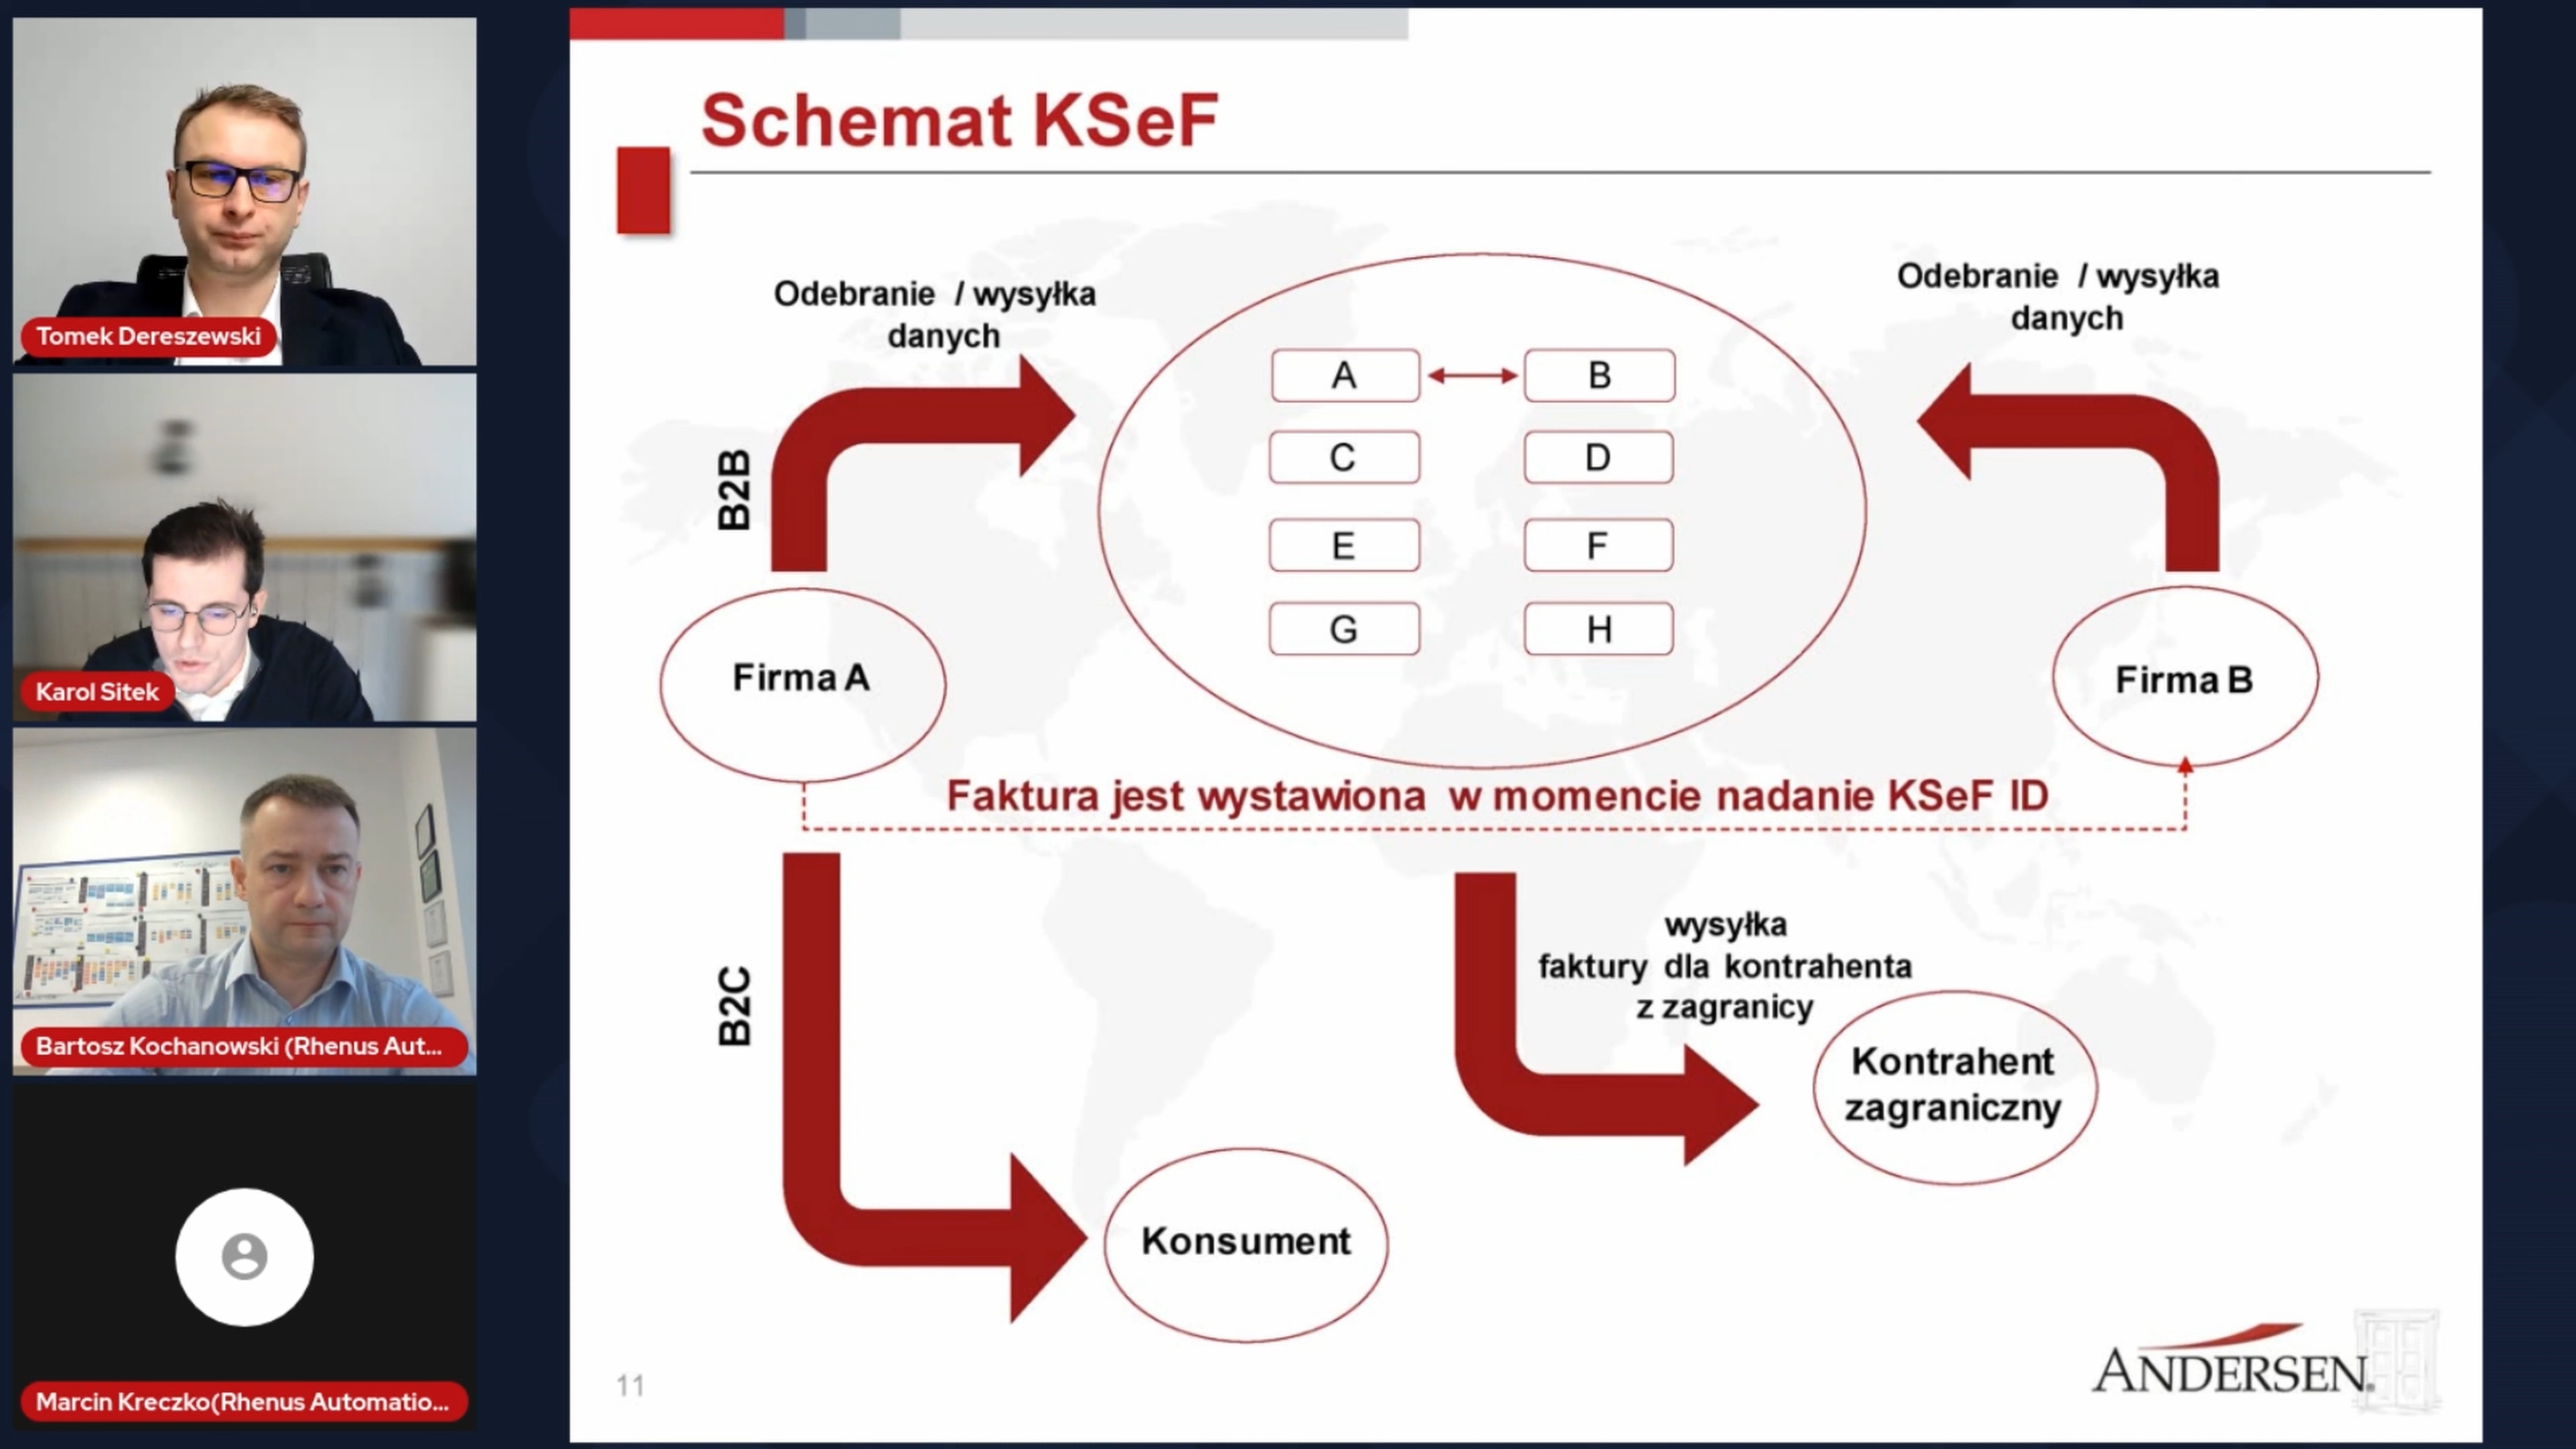 Tomek Dereszewski
Karol Sitek
Bartosz Kochanowski (Rhenus Aut...
Marcin Kreczko(Rhenus Automatio...
Schemat KSeF
Odebranie / wysyłka
danych
Odebranie / wysyłka
danych
B2B
A
B
C
D
E
F
G
H
Firma A
Firma B
Faktura jest wystawiona w momencie nadanie KSeF ID
B2C
wysyłka
faktury dla kontrahenta
z zagranicy
Kontrahent
zagraniczny
Konsument
11
ANDERSEN